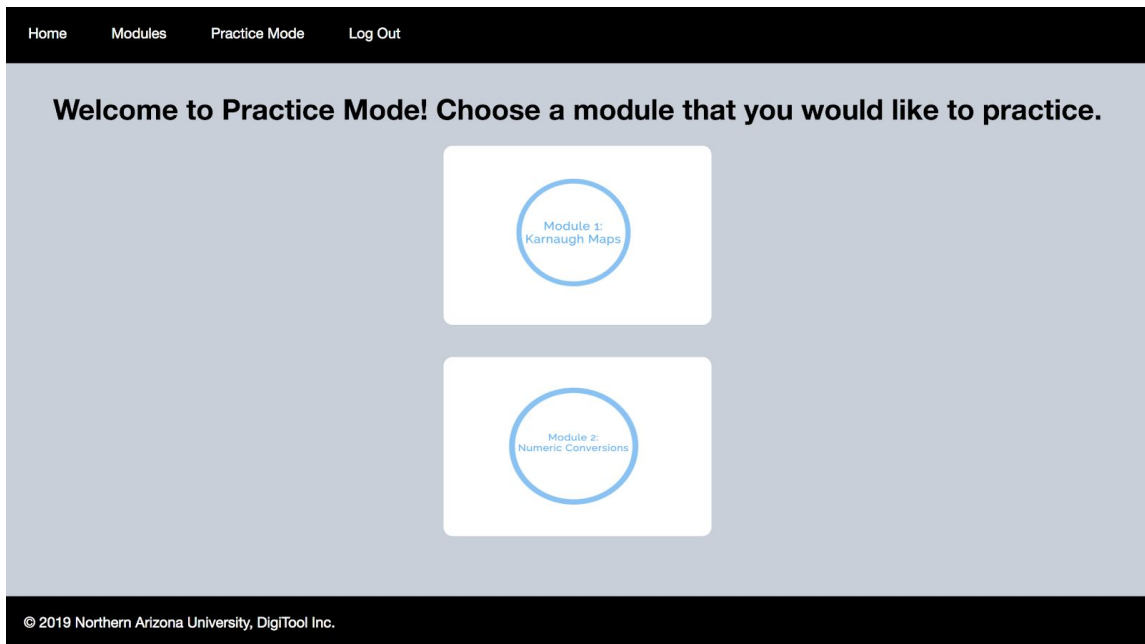 Home Modules Practice Mode Log Out
Welcome to Practice Mode! Choose a module that you would like to practice.
Module 1:
Karnaugh Maps
Module 2:
Numeric Conversions
© 2019 Northern Arizona University, DigiTool Inc.